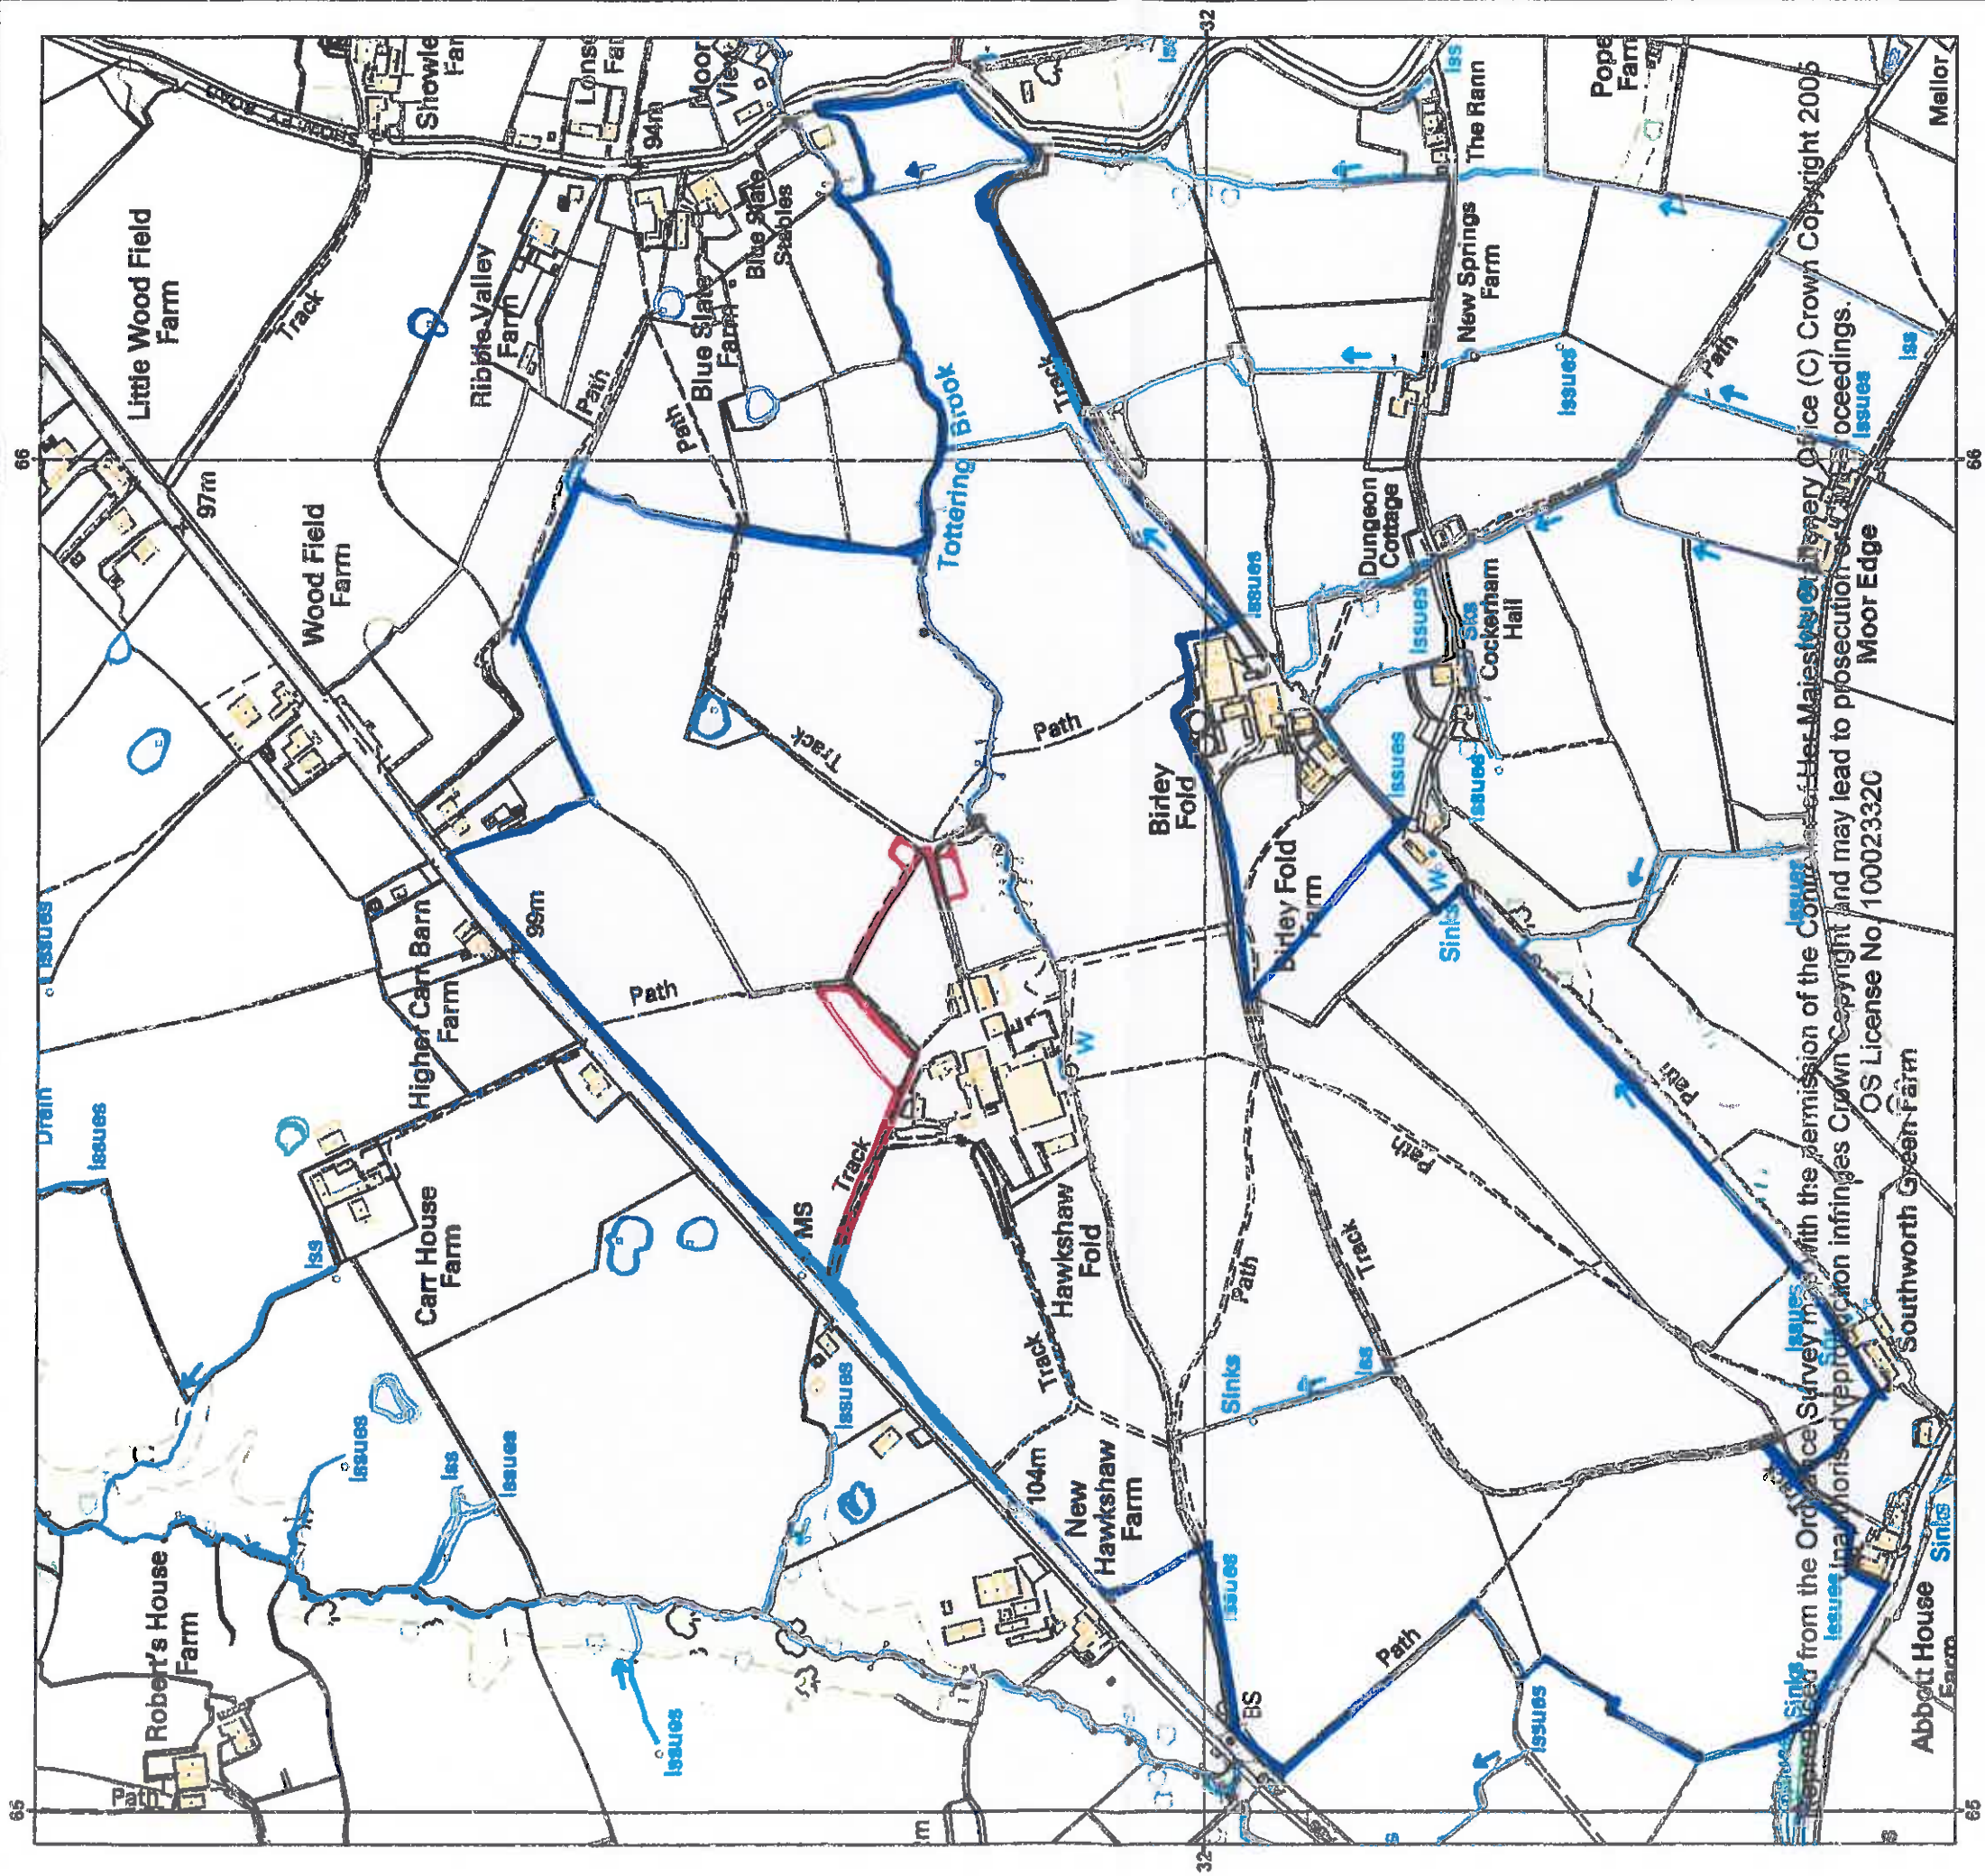 Little Wood Field
Farm
Track
97m
Wood Field
Farm
Showley
ROAD
94m
Moor
View
Ribble Valley
Farm
Path
Path
Blue Slate
Farm
Blue Slate
Stables
Tottering Brook
Track
Issues
Drain
Issues
Higher Carr Barn
Farm
99m
Path
Track
Path
Carr House
Farm
Iss
MS
Track
Hawkshaw
Fold
W
Track
Issues
104m
New
Hawkshaw
Farm
Robert's House
Farm
Path
Issues
Iss
Issues
Issues
Birley
Fold
Birley Fold
Farm
Issues
Dungeon
Cottage
Issues
Sks
Cockerham
Hall
Issues
Issues
W
Sinks
Issues
New Springs
Farm
The Rann
Iss
Issues
Path
Iss
Issues
Moor Edge
Mellor
Path
Path
Track
Path
Sinks
Iss
Path
Issues
Southworth Green Farm
Issues
BS
Path
Issues
Issues
Sinks
Sinks
Abbott House
Farm
66
66
65
65
32
32
Reproduced from the Ordnance Survey map with the permission of the Controller of Her Majesty's Stationery Office (C) Crown Copyright 2005
Unauthorised reproduction infringes Crown Copyright and may lead to prosecution or civil proceedings.
OS License No. 100023320